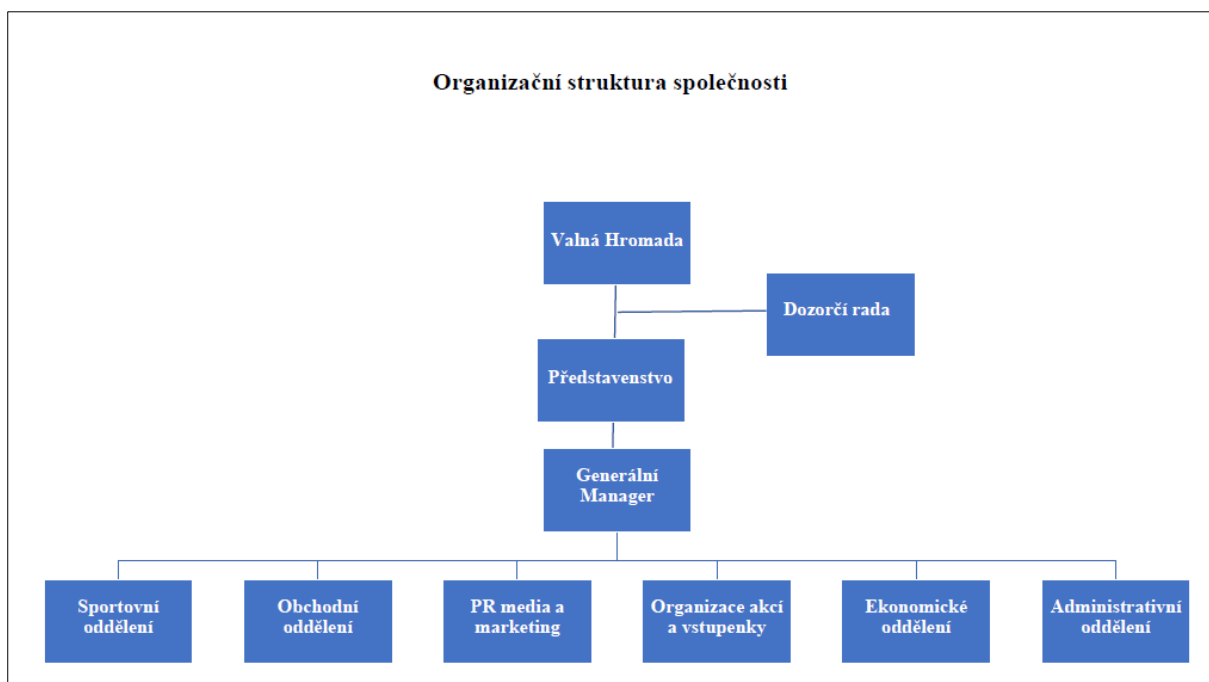 Organizační struktura společnosti
Valná Hromada
Dozorčí rada
Představenstvo
Generální
Manager
Sportovní
oddělení
Obchodní
oddělení
PR media a
marketing
Organizace akcí
a vstupenky
Ekonomické
oddělení
Administrativní
oddělení